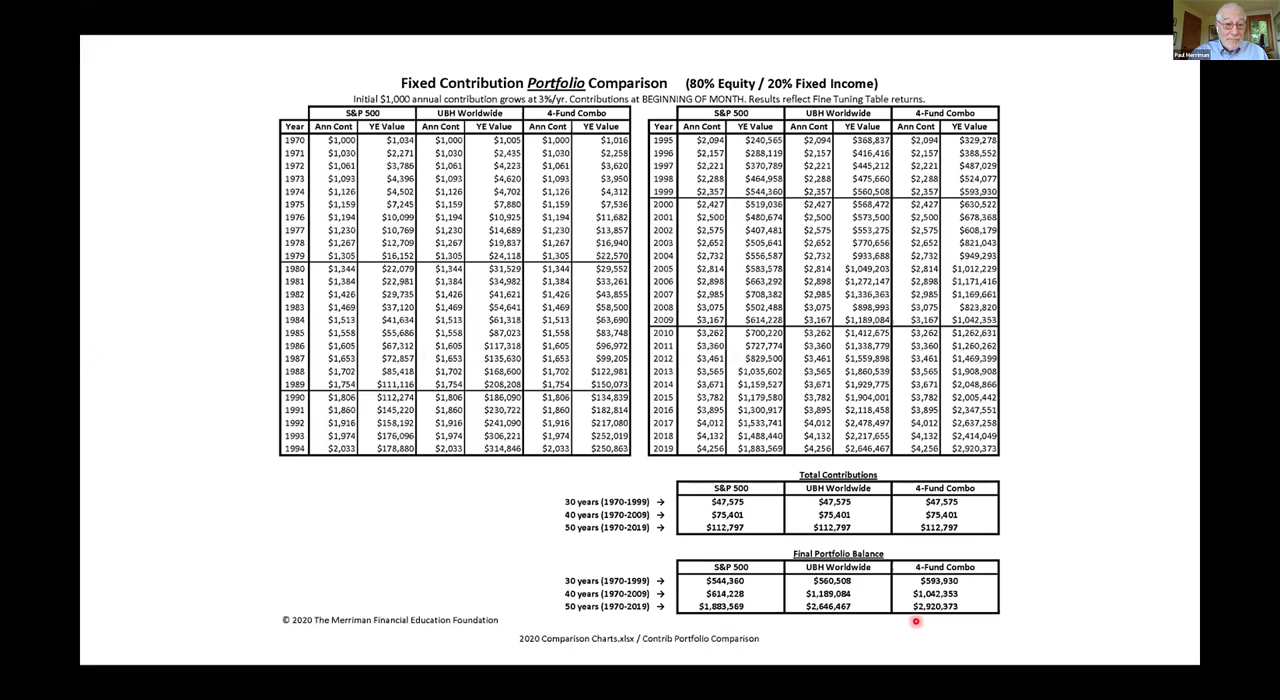 Paul Merriman
Fixed Contribution Portfolio Comparison (80% Equity / 20% Fixed Income)
Initial $1,000 annual contribution grows at 3%/yr. Contributions at BEGINNING OF MONTH. Results reflect Fine Tuning Table returns.
S&P 500 UBH Worldwide 4-Fund Combo S&P 500 UBH Worldwide 4-Fund Combo
Year Ann Cont YE Value Ann Cont YE Value Ann Cont YE Value Year Ann Cont YE Value Ann Cont YE Value Ann Cont YE Value
1970 $1,000 $1,034 $1,000 $1,005 $1,000 $1,016 1995 $2,094 $240,565 $2,094 $368,837 $2,094 $329,278
1971 $1,030 $2,271 $1,030 $2,435 $1,030 $2,258 1996 $2,157 $288,119 $2,157 $416,416 $2,157 $388,552
1972 $1,061 $3,786 $1,061 $4,223 $1,061 $3,620 1997 $2,221 $370,789 $2,221 $445,212 $2,221 $487,029
1973 $1,093 $4,396 $1,093 $4,620 $1,093 $3,950 1998 $2,288 $464,958 $2,288 $475,660 $2,288 $524,077
1974 $1,126 $4,502 $1,126 $4,702 $1,126 $4,312 1999 $2,357 $544,360 $2,357 $560,508 $2,357 $593,930
1975 $1,159 $7,245 $1,159 $7,880 $1,159 $7,536 2000 $2,427 $519,036 $2,427 $568,472 $2,427 $630,522
1976 $1,194 $10,099 $1,194 $10,925 $1,194 $11,682 2001 $2,500 $480,674 $2,500 $573,500 $2,500 $678,368
1977 $1,230 $10,769 $1,230 $14,689 $1,230 $13,857 2002 $2,575 $407,481 $2,575 $553,275 $2,575 $608,179
1978 $1,267 $12,709 $1,267 $19,837 $1,267 $16,940 2003 $2,652 $505,641 $2,652 $770,656 $2,652 $821,043
1979 $1,305 $16,152 $1,305 $24,118 $1,305 $22,570 2004 $2,732 $556,587 $2,732 $933,688 $2,732 $949,293
1980 $1,344 $22,079 $1,344 $31,529 $1,344 $29,552 2005 $2,814 $583,578 $2,814 $1,049,203 $2,814 $1,012,229
1981 $1,384 $22,981 $1,384 $34,982 $1,384 $33,261 2006 $2,898 $663,292 $2,898 $1,272,147 $2,898 $1,171,416
1982 $1,426 $29,735 $1,426 $41,621 $1,426 $43,855 2007 $2,985 $708,382 $2,985 $1,336,363 $2,985 $1,169,661
1983 $1,469 $37,120 $1,469 $54,641 $1,469 $58,500 2008 $3,075 $502,488 $3,075 $898,993 $3,075 $823,820
1984 $1,513 $41,634 $1,513 $61,318 $1,513 $63,690 2009 $3,167 $614,228 $3,167 $1,189,084 $3,167 $1,042,353
1985 $1,558 $55,686 $1,558 $87,023 $1,558 $83,748 2010 $3,262 $700,220 $3,262 $1,412,675 $3,262 $1,262,631
1986 $1,605 $67,312 $1,605 $117,318 $1,605 $96,972 2011 $3,360 $727,774 $3,360 $1,338,779 $3,360 $1,260,262
1987 $1,653 $72,857 $1,653 $135,630 $1,653 $99,205 2012 $3,461 $829,500 $3,461 $1,559,898 $3,461 $1,469,399
1988 $1,702 $85,418 $1,702 $168,600 $1,702 $122,981 2013 $3,565 $1,035,602 $3,565 $1,860,539 $3,565 $1,908,908
1989 $1,754 $111,116 $1,754 $208,208 $1,754 $150,073 2014 $3,671 $1,159,527 $3,671 $1,929,775 $3,671 $2,048,866
1990 $1,806 $112,274 $1,806 $186,090 $1,806 $134,839 2015 $3,782 $1,179,580 $3,782 $1,904,001 $3,782 $2,005,442
1991 $1,860 $145,220 $1,860 $230,722 $1,860 $182,814 2016 $3,895 $1,300,917 $3,895 $2,118,458 $3,895 $2,347,551
1992 $1,916 $158,192 $1,916 $241,090 $1,916 $217,080 2017 $4,012 $1,533,741 $4,012 $2,478,497 $4,012 $2,637,258
1993 $1,974 $176,096 $1,974 $306,221 $1,974 $252,019 2018 $4,132 $1,488,440 $4,132 $2,217,655 $4,132 $2,414,049
1994 $2,033 $178,880 $2,033 $314,846 $2,033 $250,863 2019 $4,256 $1,883,569 $4,256 $2,646,467 $4,256 $2,920,373
Total Contributions
S&P 500 UBH Worldwide 4-Fund Combo
30 years (1970-1999) → $47,575 $47,575 $47,575
40 years (1970-2009) → $75,401 $75,401 $75,401
50 years (1970-2019) → $112,797 $112,797 $112,797
Final Portfolio Balance
S&P 500 UBH Worldwide 4-Fund Combo
30 years (1970-1999) → $544,360 $560,508 $593,930
40 years (1970-2009) → $614,228 $1,189,084 $1,042,353
50 years (1970-2019) → $1,883,569 $2,646,467 $2,920,373
© 2020 The Merriman Financial Education Foundation
2020 Comparison Charts.xlsx / Contrib Portfolio Comparison